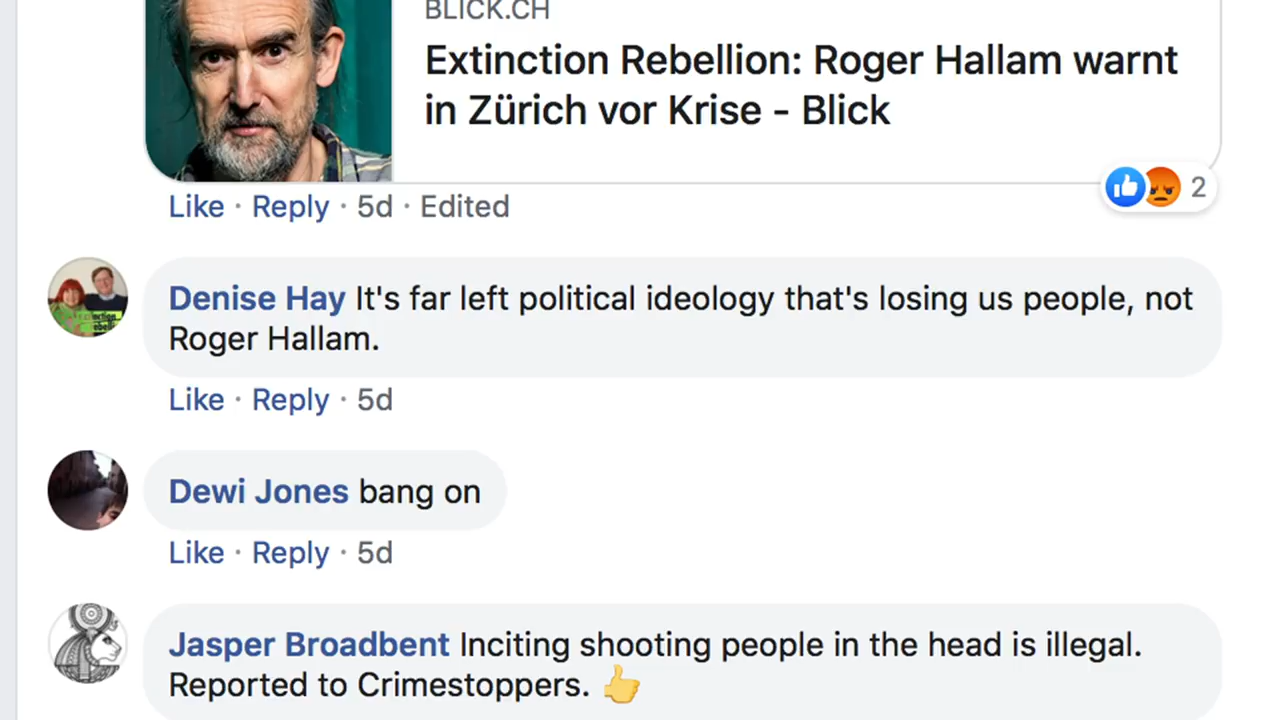 BLICK.CH
Extinction Rebellion: Roger Hallam warnt
in Zürich vor Krise - Blick
Like · Reply · 5d · Edited
2
Denise Hay It's far left political ideology that's losing us people, not
Roger Hallam.
Like · Reply · 5d
Dewi Jones bang on
Like · Reply · 5d
Jasper Broadbent Inciting shooting people in the head is illegal.
Reported to Crimestoppers. 👍